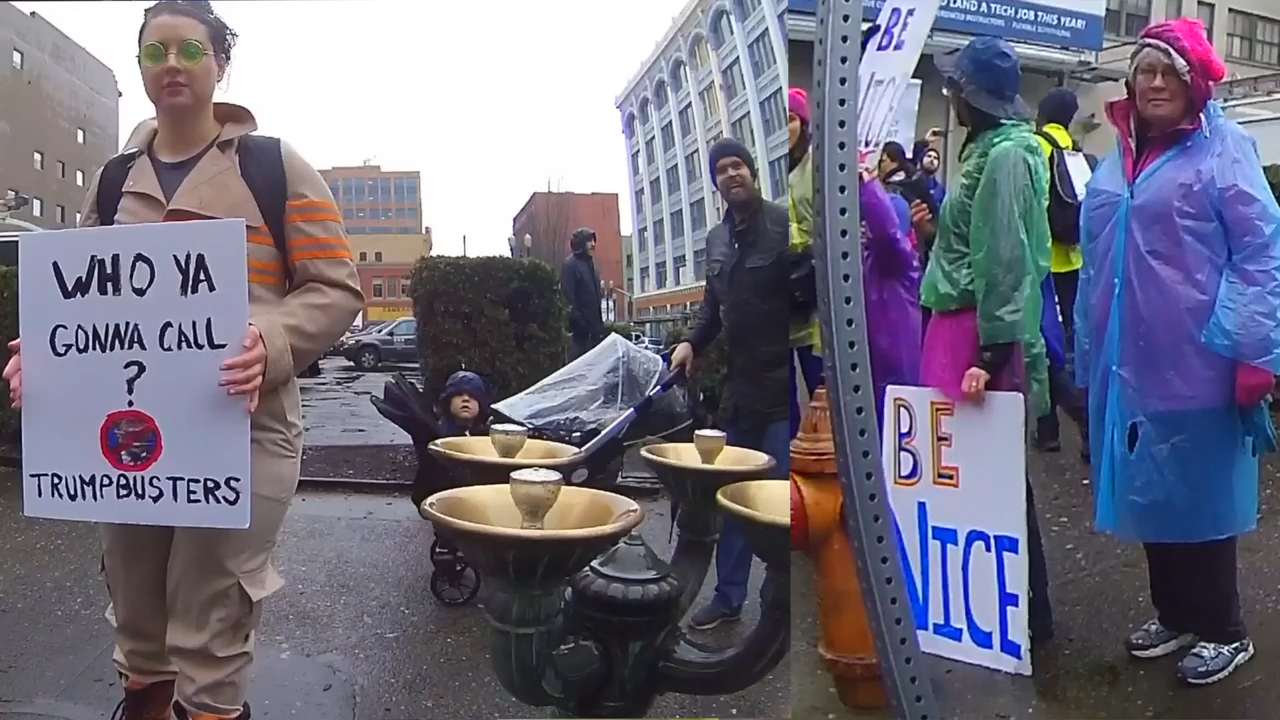 WHO YA
GONNA CALL
?
TRUMPBUSTERS
BE
LAND A TECH JOB THIS YEAR!
BE
NICE